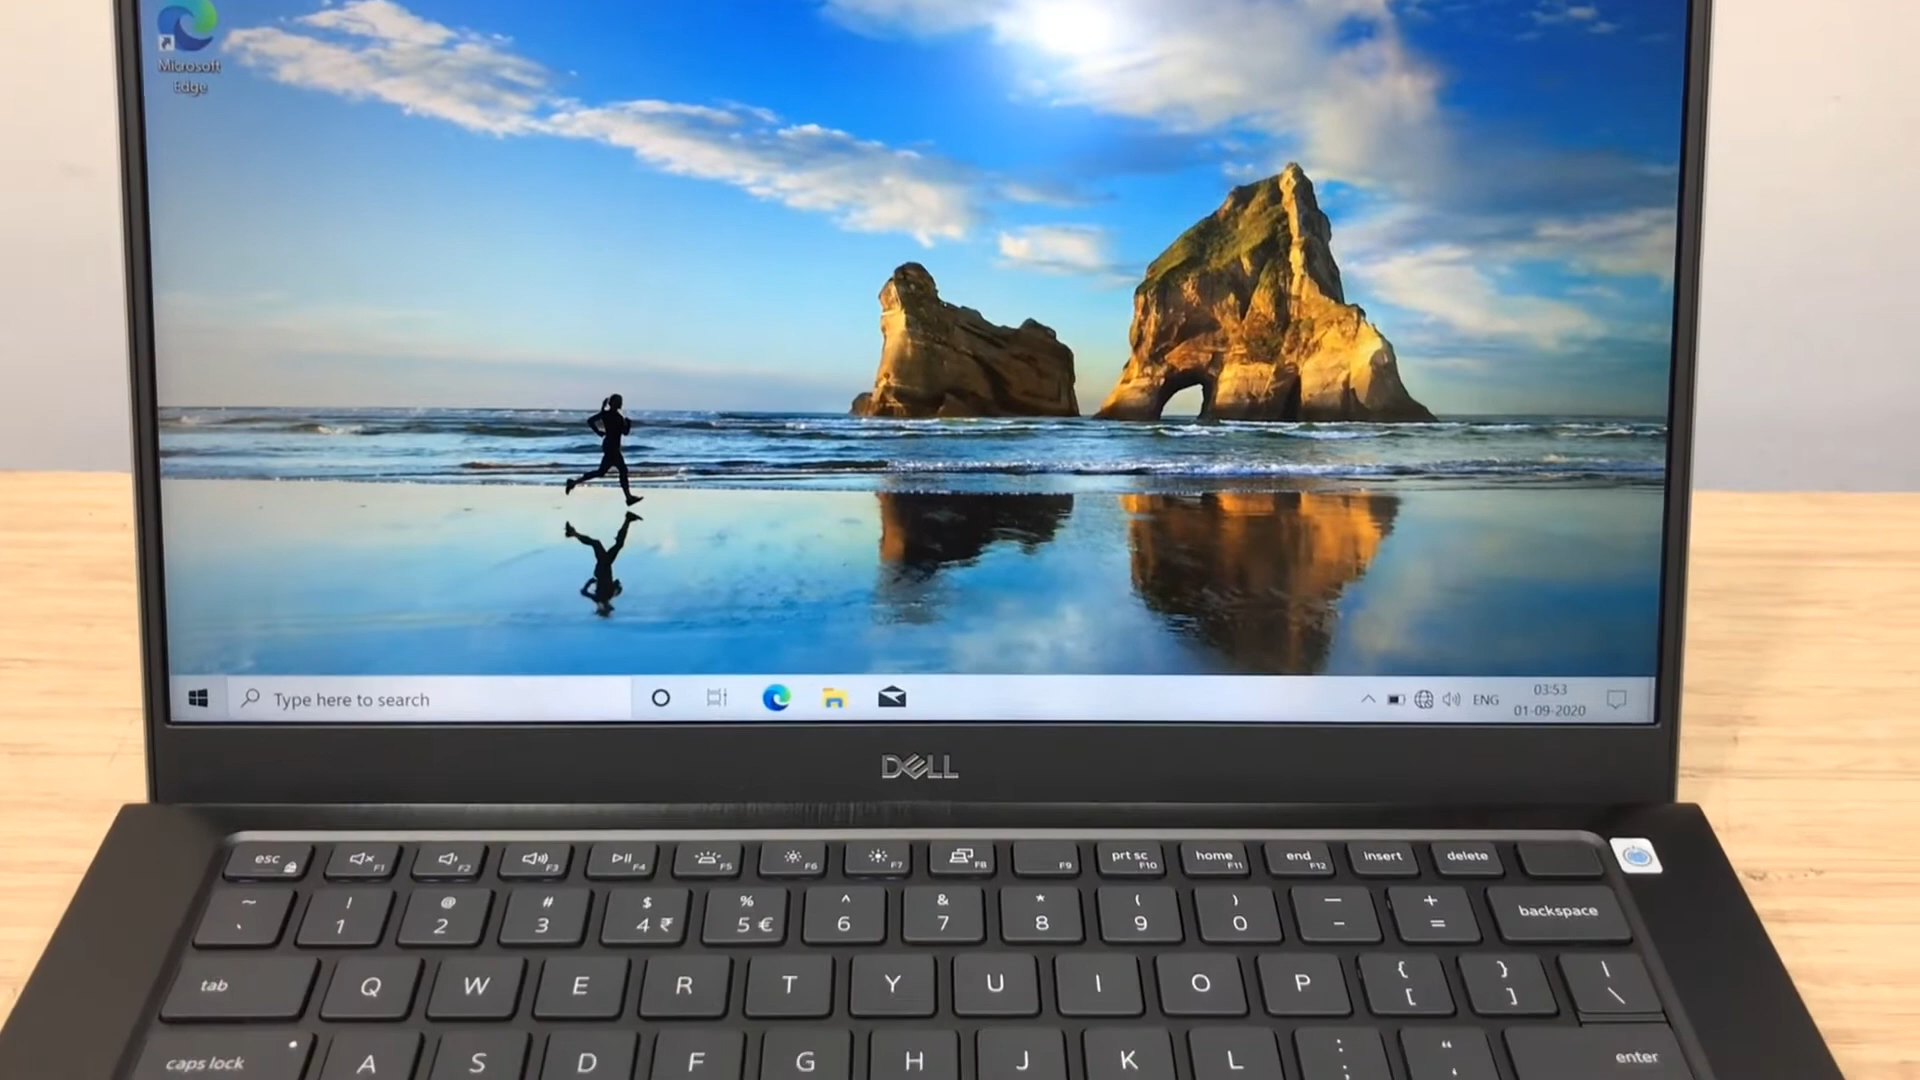 Microsoft
Edge
Type here to search
ENG
03:53
01-09-2020
DELL
esc F1 F2 F3 F4 F5 F6 F7 F8 F9 prt sc F10 home F11 end F12 insert delete
~ ` ! 1 @ 2 # 3 $ 4 ₹ % 5 € ^ 6 & 7 * 8 ( 9 ) 0 — - + = backspace
tab Q W E R T Y U I O P { [ } ] | \
caps lock A S D F G H J K L : ; “ ‘ enter